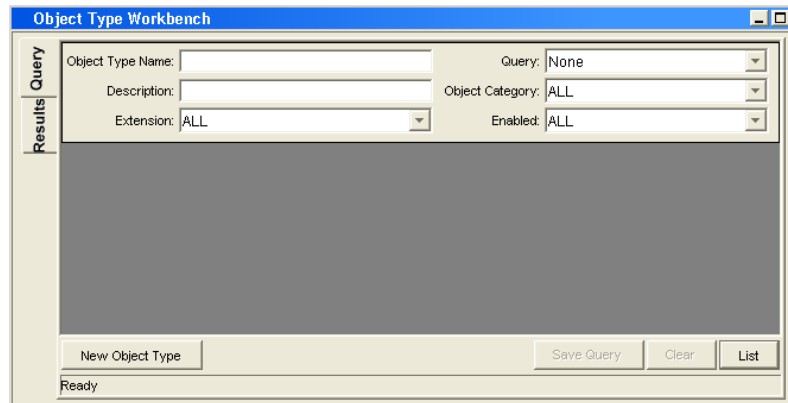 Object Type Workbench
Query
Results
Object Type Name:
Query: None
Description:
Object Category: ALL
Extension: ALL
Enabled: ALL
New Object Type
Save Query
Clear
List
Ready